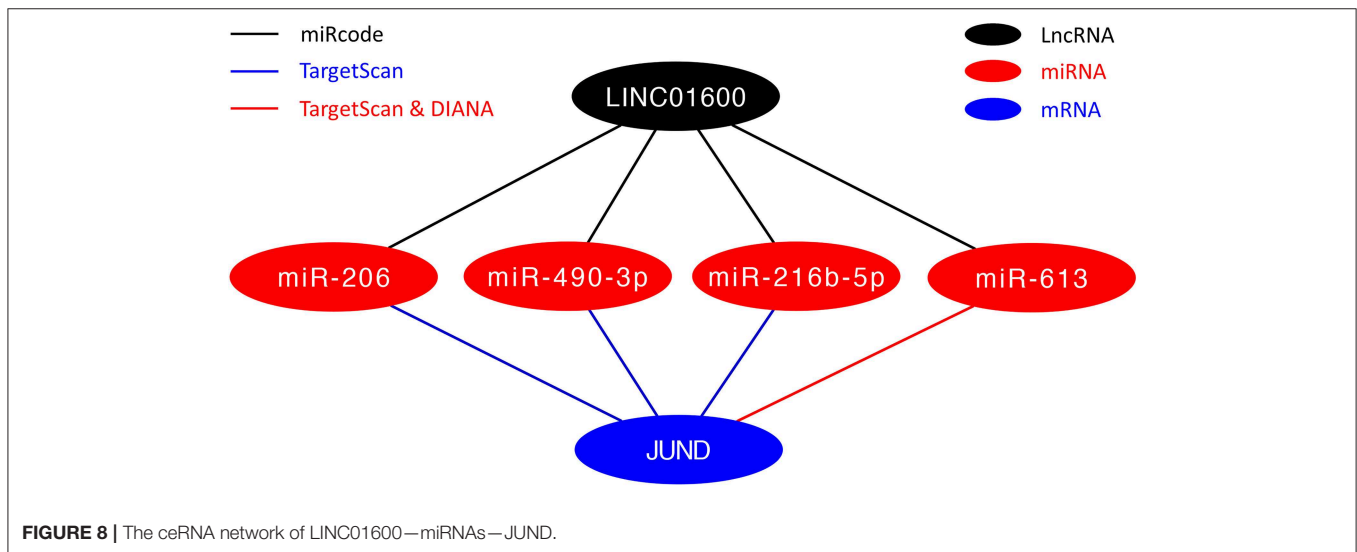 miRcode
TargetScan
TargetScan & DIANA
LncRNA
miRNA
mRNA
LINC01600
miR-206
miR-490-3p
miR-216b-5p
miR-613
JUND
FIGURE 8 | The ceRNA network of LINC01600—miRNAs—JUND.